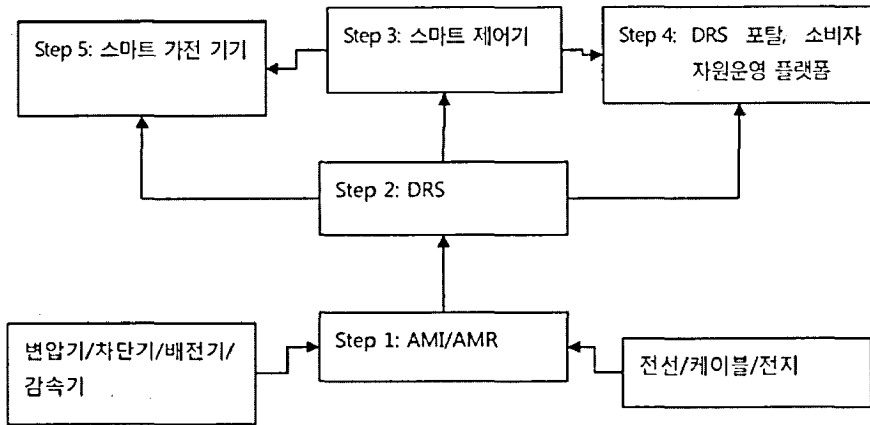 Step 5: 스마트 가전 기기
Step 3: 스마트 제어기
Step 4: DRS 포탈, 소비자
자원운영 플랫폼
Step 2: DRS
Step 1: AMI/AMR
변압기/차단기/배전기/
감속기
전선/케이블/전지